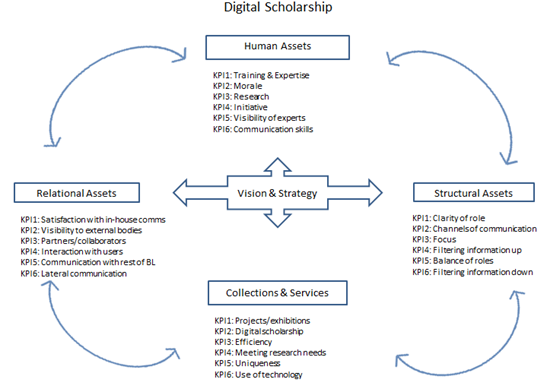 Digital Scholarship
Human Assets
KPI1: Training & Expertise
KPI2: Morale
KPI3: Research
KPI4: Initiative
KPI5: Visibility of experts
KPI6: Communication skills
Relational Assets
KPI1: Satisfaction with in-house comms
KPI2: Visibility to external bodies
KPI3: Partners/collaborators
KPI4: Interaction with users
KPI5: Communication with rest of BL
KPI6: Lateral communication
Vision & Strategy
Structural Assets
KPI1: Clarity of role
KPI2: Channels of communication
KPI3: Focus
KPI4: Filtering information up
KPI5: Balance of roles
KPI6: Filtering information down
Collections & Services
KPI1: Projects/exhibitions
KPI2: Digital scholarship
KPI3: Efficiency
KPI4: Meeting research needs
KPI5: Uniqueness
KPI6: Use of technology